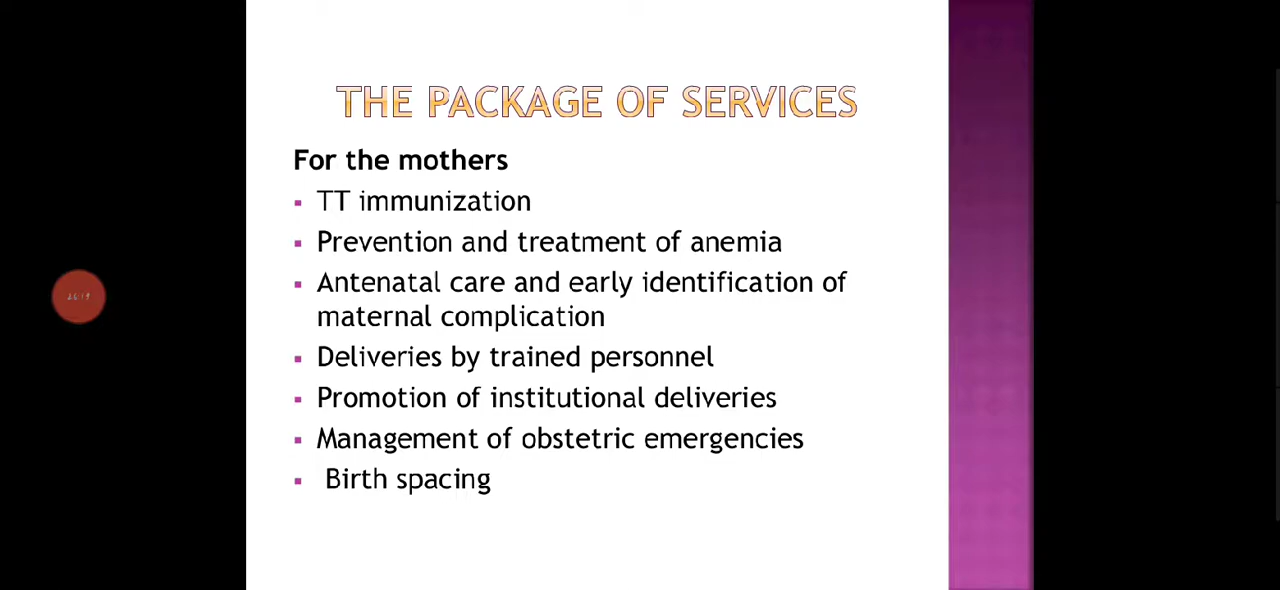 THE PACKAGE OF SERVICES
For the mothers
TT immunization
Prevention and treatment of anemia
Antenatal care and early identification of
maternal complication
Deliveries by trained personnel
Promotion of institutional deliveries
Management of obstetric emergencies
Birth spacing